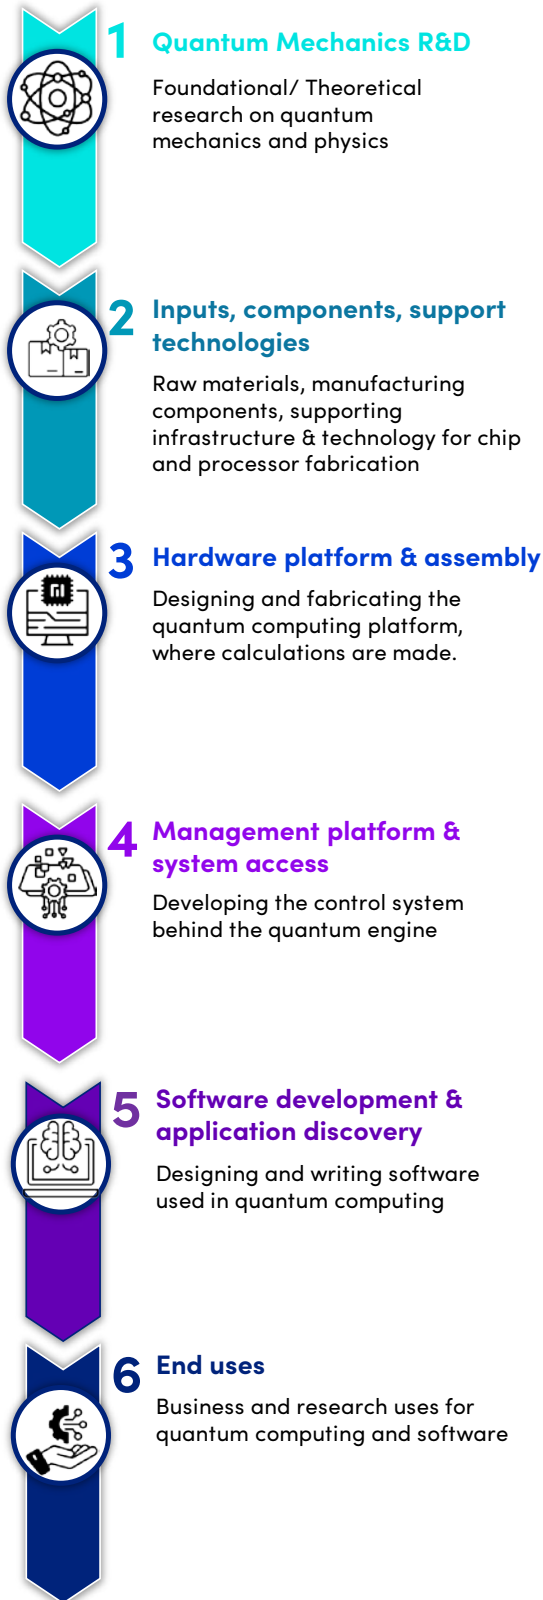 1
Quantum Mechanics R&D
Foundational/ Theoretical
research on quantum
mechanics and physics
2
Inputs, components, support
technologies
Raw materials, manufacturing
components, supporting
infrastructure & technology for chip
and processor fabrication
3
Hardware platform & assembly
Designing and fabricating the
quantum computing platform,
where calculations are made.
4
Management platform &
system access
Developing the control system
behind the quantum engine
5
Software development &
application discovery
Designing and writing software
used in quantum computing
6
End uses
Business and research uses for
quantum computing and software